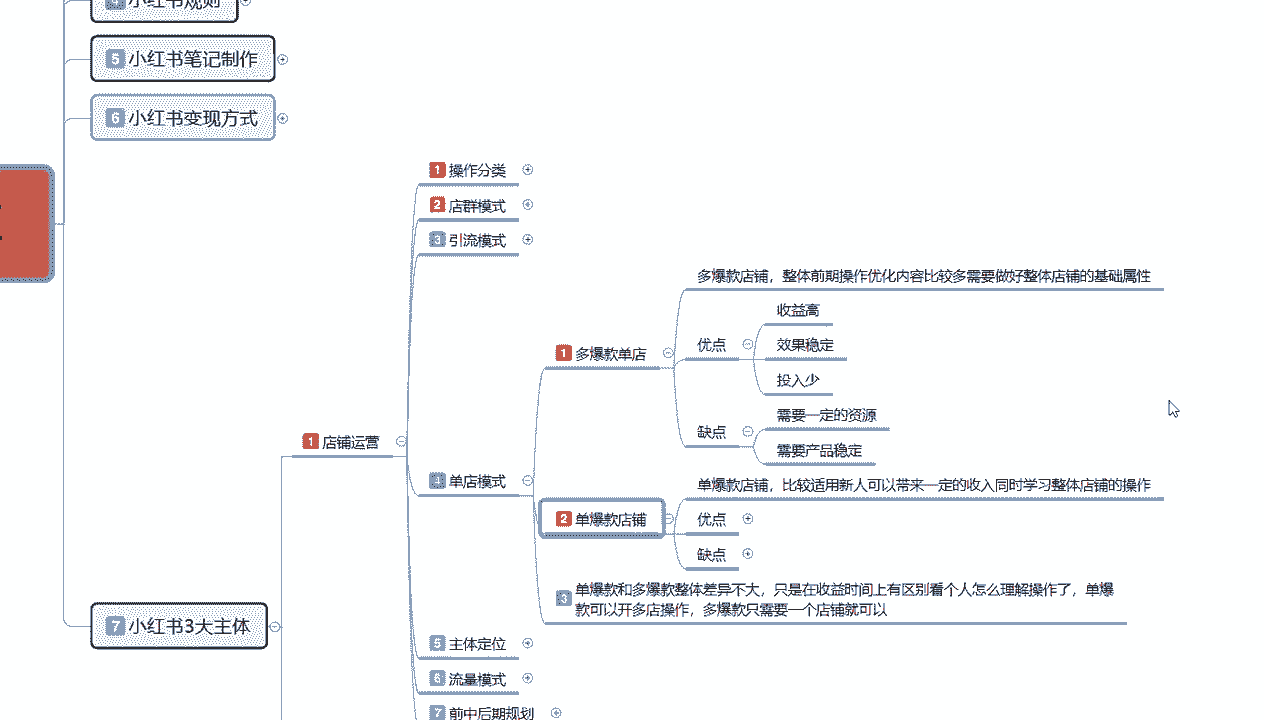 4 小红书规则
5 小红书笔记制作
6 小红书变现方式
1 操作分类
2 店群模式
3 引流模式
多爆款店铺，整体前期操作优化内容比较多需要做好整体店铺的基础属性
收益高
1 多爆款单店
优点
效果稳定
投入少
需要一定的资源
缺点
1 店铺运营
需要产品稳定
4 单店模式
单爆款店铺，比较适用新人可以带来一定的收入同时学习整体店铺的操作
2 单爆款店铺
优点
缺点
3 单爆款和多爆款整体差异不大，只是在收益时间上有区别看个人怎么理解操作了，单爆
款可以开多店操作，多爆款只需要一个店铺就可以
7 小红书3大主体
5 主体定位
6 流量模式
7 前中后期规划